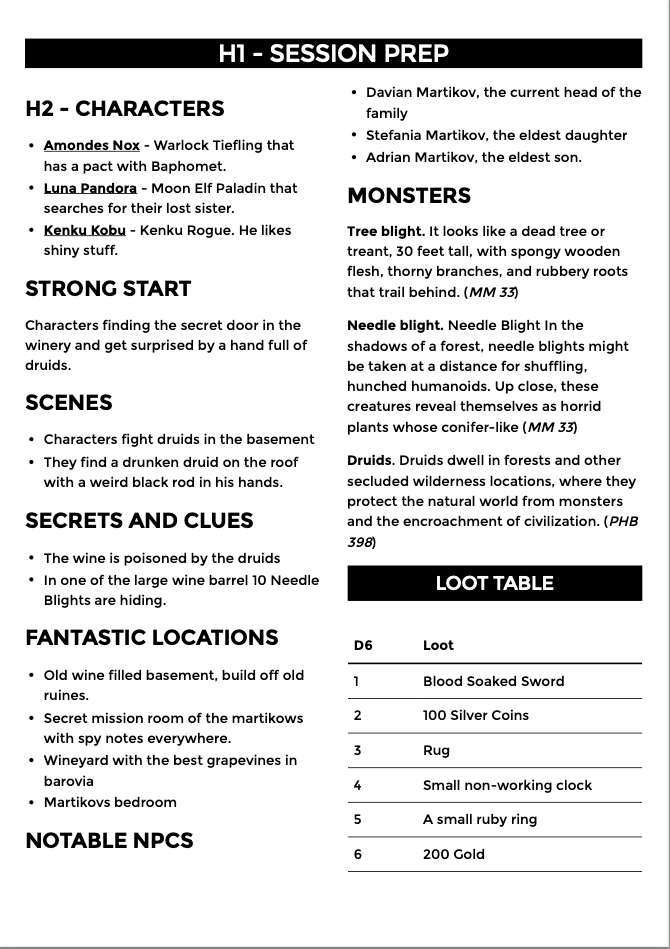 H1 - SESSION PREP
H2 - CHARACTERS
• Amondes Nox - Warlock Tiefling that
has a pact with Baphomet.
• Luna Pandora - Moon Elf Paladin that
searches for their lost sister.
• Kenku Kobu - Kenku Rogue. He likes
shiny stuff.
STRONG START
Characters finding the secret door in the
winery and get surprised by a hand full of
druids.
SCENES
• Characters fight druids in the basement
• They find a drunken druid on the roof
with a weird black rod in his hands.
SECRETS AND CLUES
• The wine is poisoned by the druids
• In one of the large wine barrel 10 Needle
Blights are hiding.
FANTASTIC LOCATIONS
• Old wine filled basement, build off old
ruines.
• Secret mission room of the martikows
with spy notes everywhere.
• Wineyard with the best grapevines in
barovia
• Martikovs bedroom
NOTABLE NPCS
• Davian Martikov, the current head of the
family
• Stefania Martikov, the eldest daughter
• Adrian Martikov, the eldest son.
MONSTERS
Tree blight. It looks like a dead tree or
treant, 30 feet tall, with spongy wooden
flesh, thorny branches, and rubbery roots
that trail behind. (MM 33)
Needle blight. Needle Blight In the
shadows of a forest, needle blights might
be taken at a distance for shuffling,
hunched humanoids. Up close, these
creatures reveal themselves as horrid
plants whose conifer-like (MM 33)
Druids. Druids dwell in forests and other
secluded wilderness locations, where they
protect the natural world from monsters
and the encroachment of civilization. (PHB
398)
LOOT TABLE
D6 Loot
1 Blood Soaked Sword
2 100 Silver Coins
3 Rug
4 Small non-working clock
5 A small ruby ring
6 200 Gold